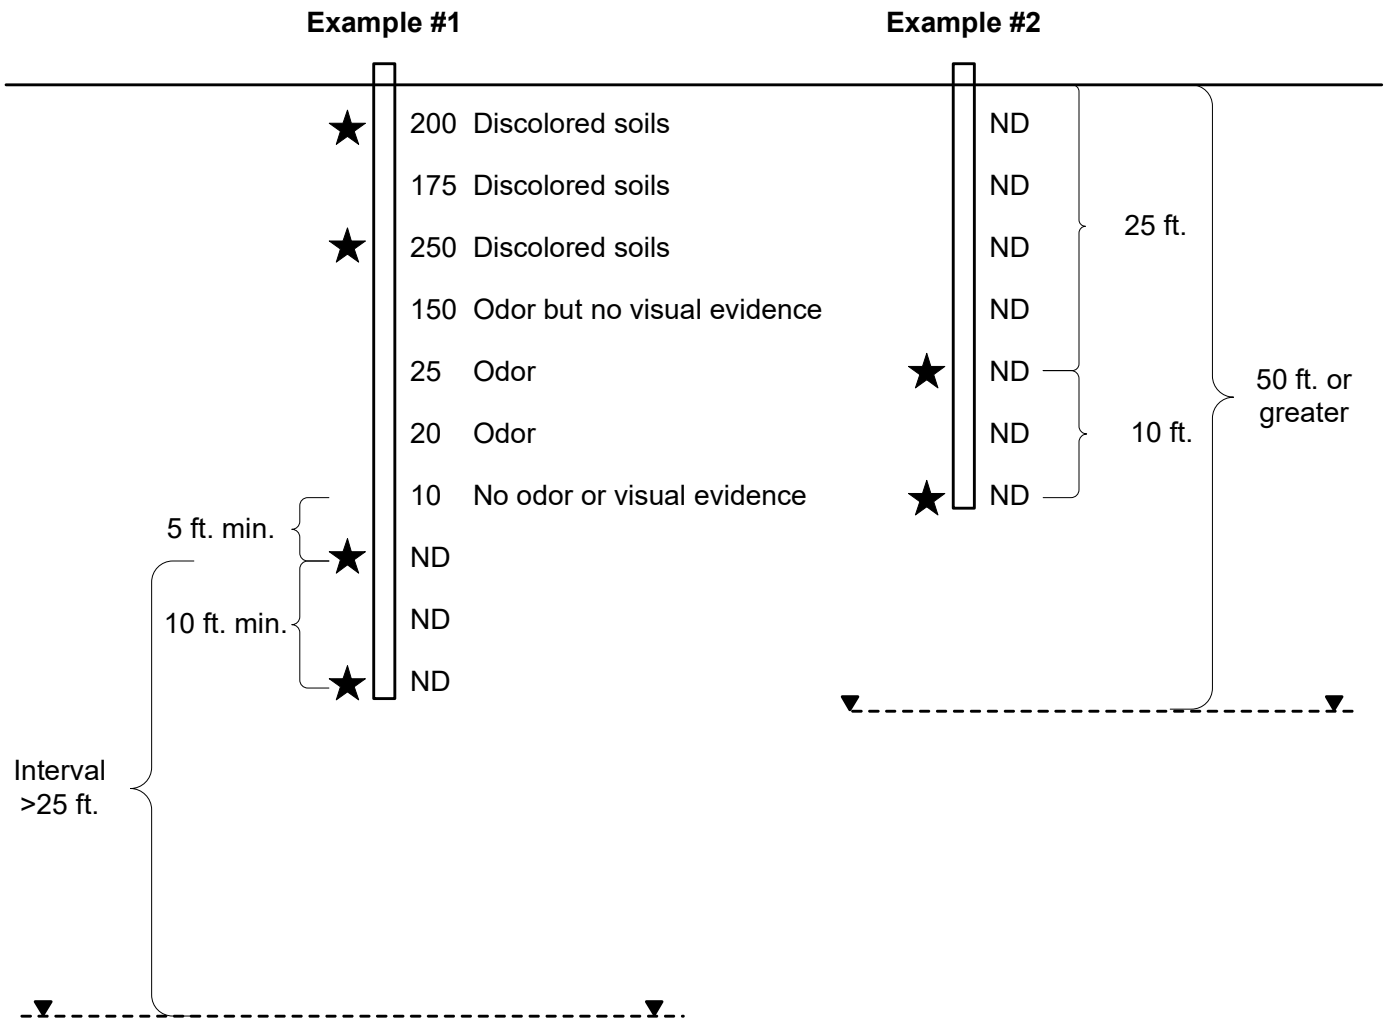 Example #1
Example #2
200 Discolored soils
ND
175 Discolored soils
ND
25 ft.
250 Discolored soils
ND
150 Odor but no visual evidence
ND
25 Odor
ND
50 ft. or
greater
20 Odor
ND
10 ft.
10 No odor or visual evidence
ND
5 ft. min.
ND
10 ft. min.
ND
ND
Interval
>25 ft.